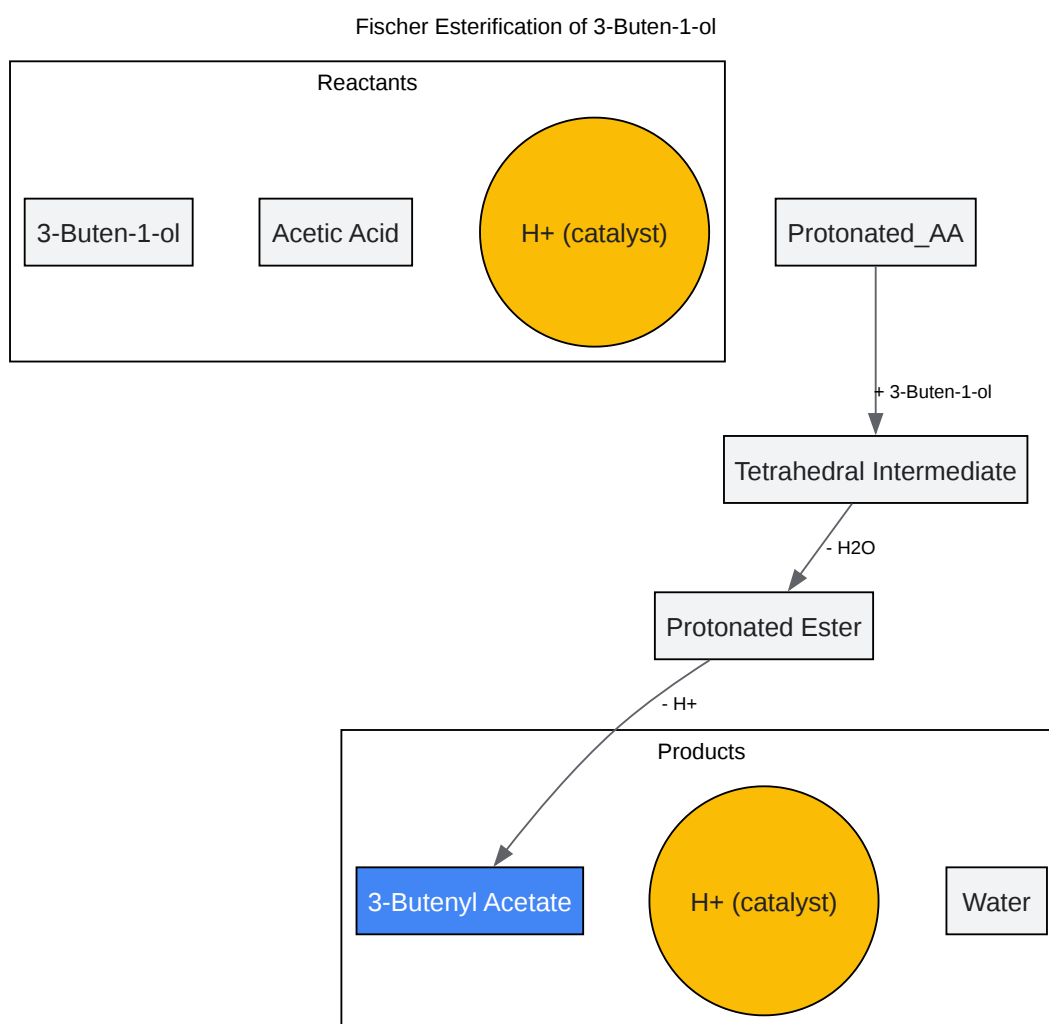 Fischer Esterification of 3-Buten-1-ol
Reactants
3-Buten-1-ol
Acetic Acid
H+ (catalyst)
Protonated_AA
+ 3-Buten-1-ol
Tetrahedral Intermediate
- H2O
Protonated Ester
- H+
Products
3-Butenyl Acetate
H+ (catalyst)
Water